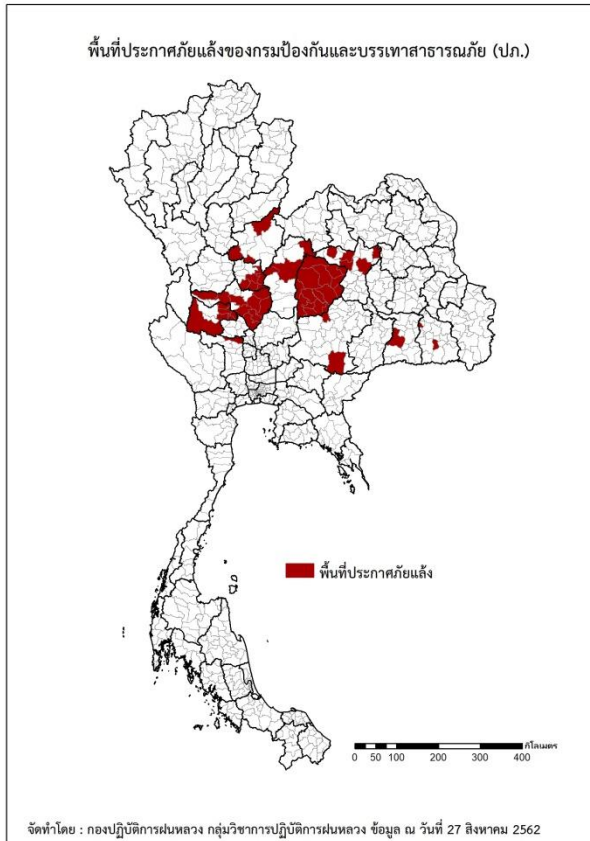 พื้นที่ประกาศภัยแล้งของกรมป้องกันและบรรเทาสาธารณภัย (ปภ.)
พื้นที่ประกาศภัยแล้ง
กิโลเมตร
0 50 100 200 300 400
จัดทำโดย : กองปฏิบัติการฝนหลวง กลุ่มวิชาการปฏิบัติการฝนหลวง ข้อมูล ณ วันที่ 27 สิงหาคม 2562